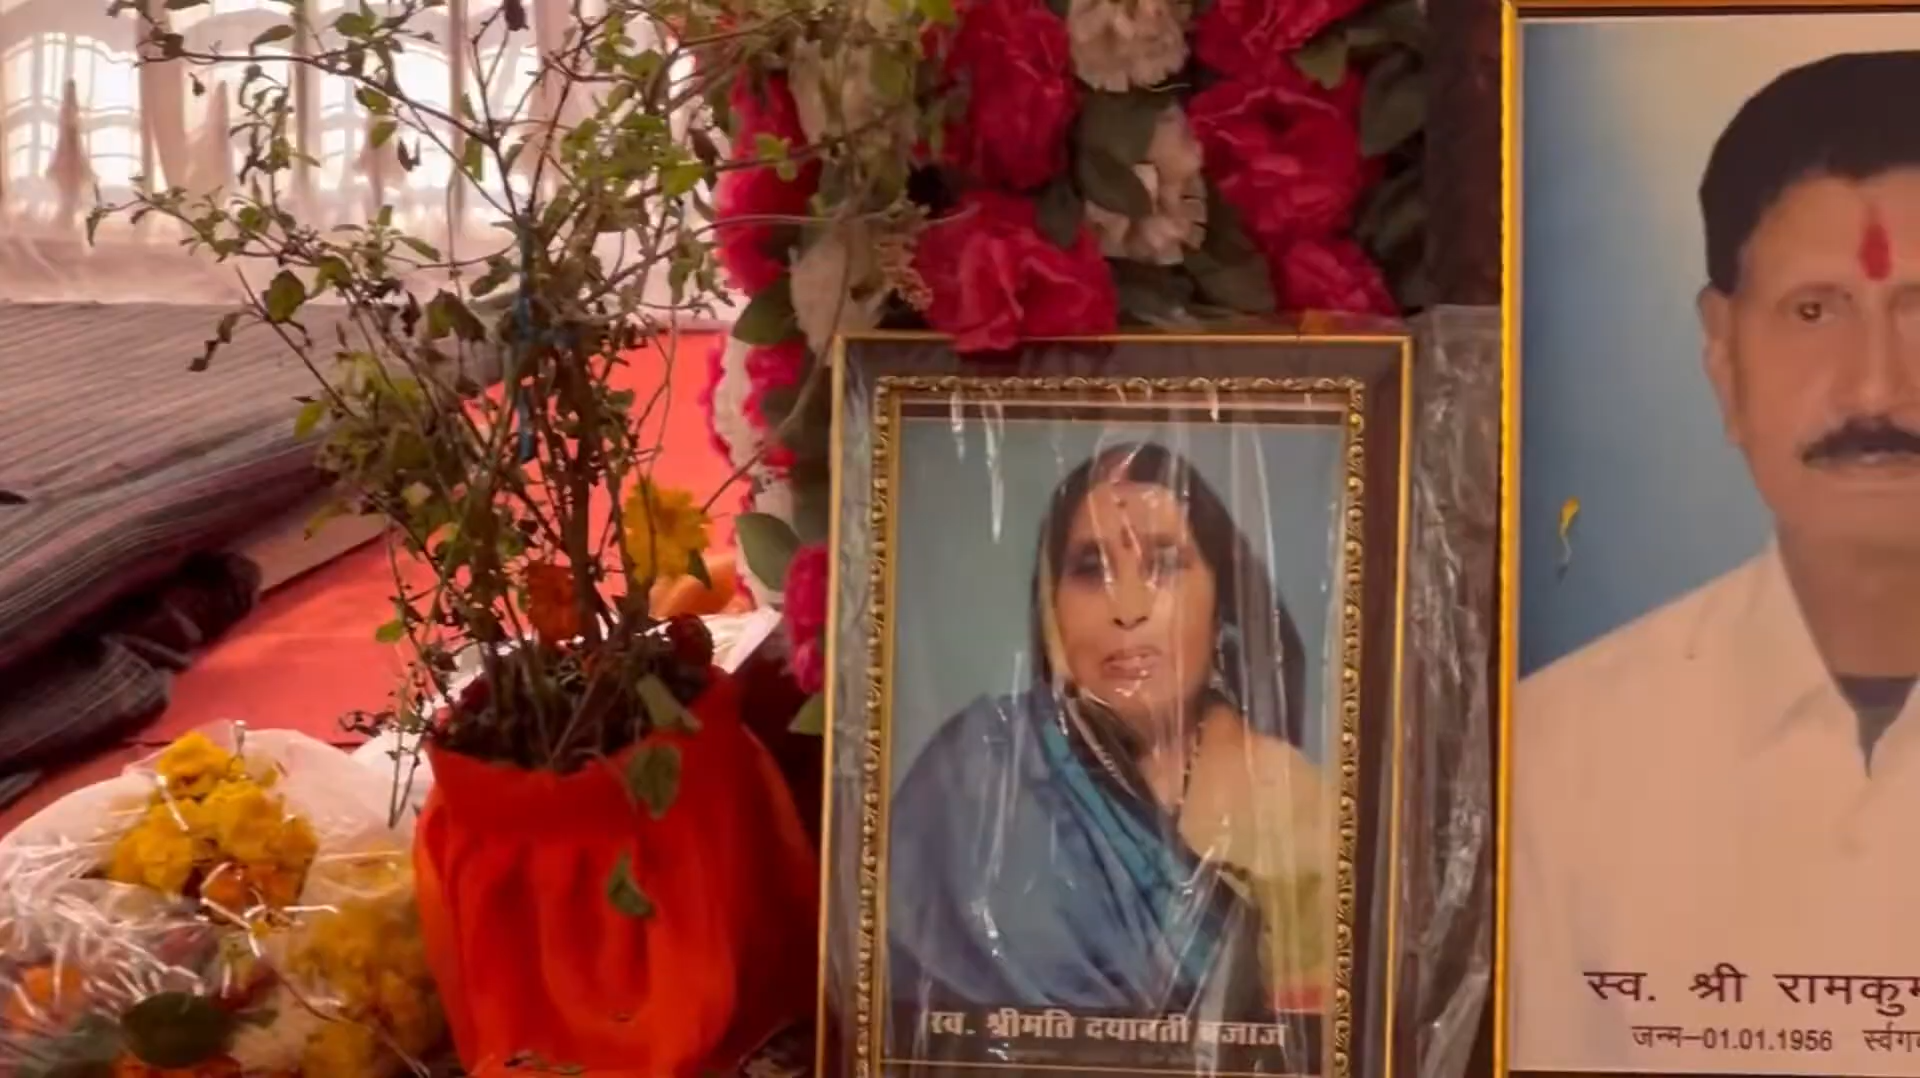 स्व. श्रीमति दयावती बजाज
स्व. श्री रामकुम
जन्म–01.01.1956 स्वर्ग